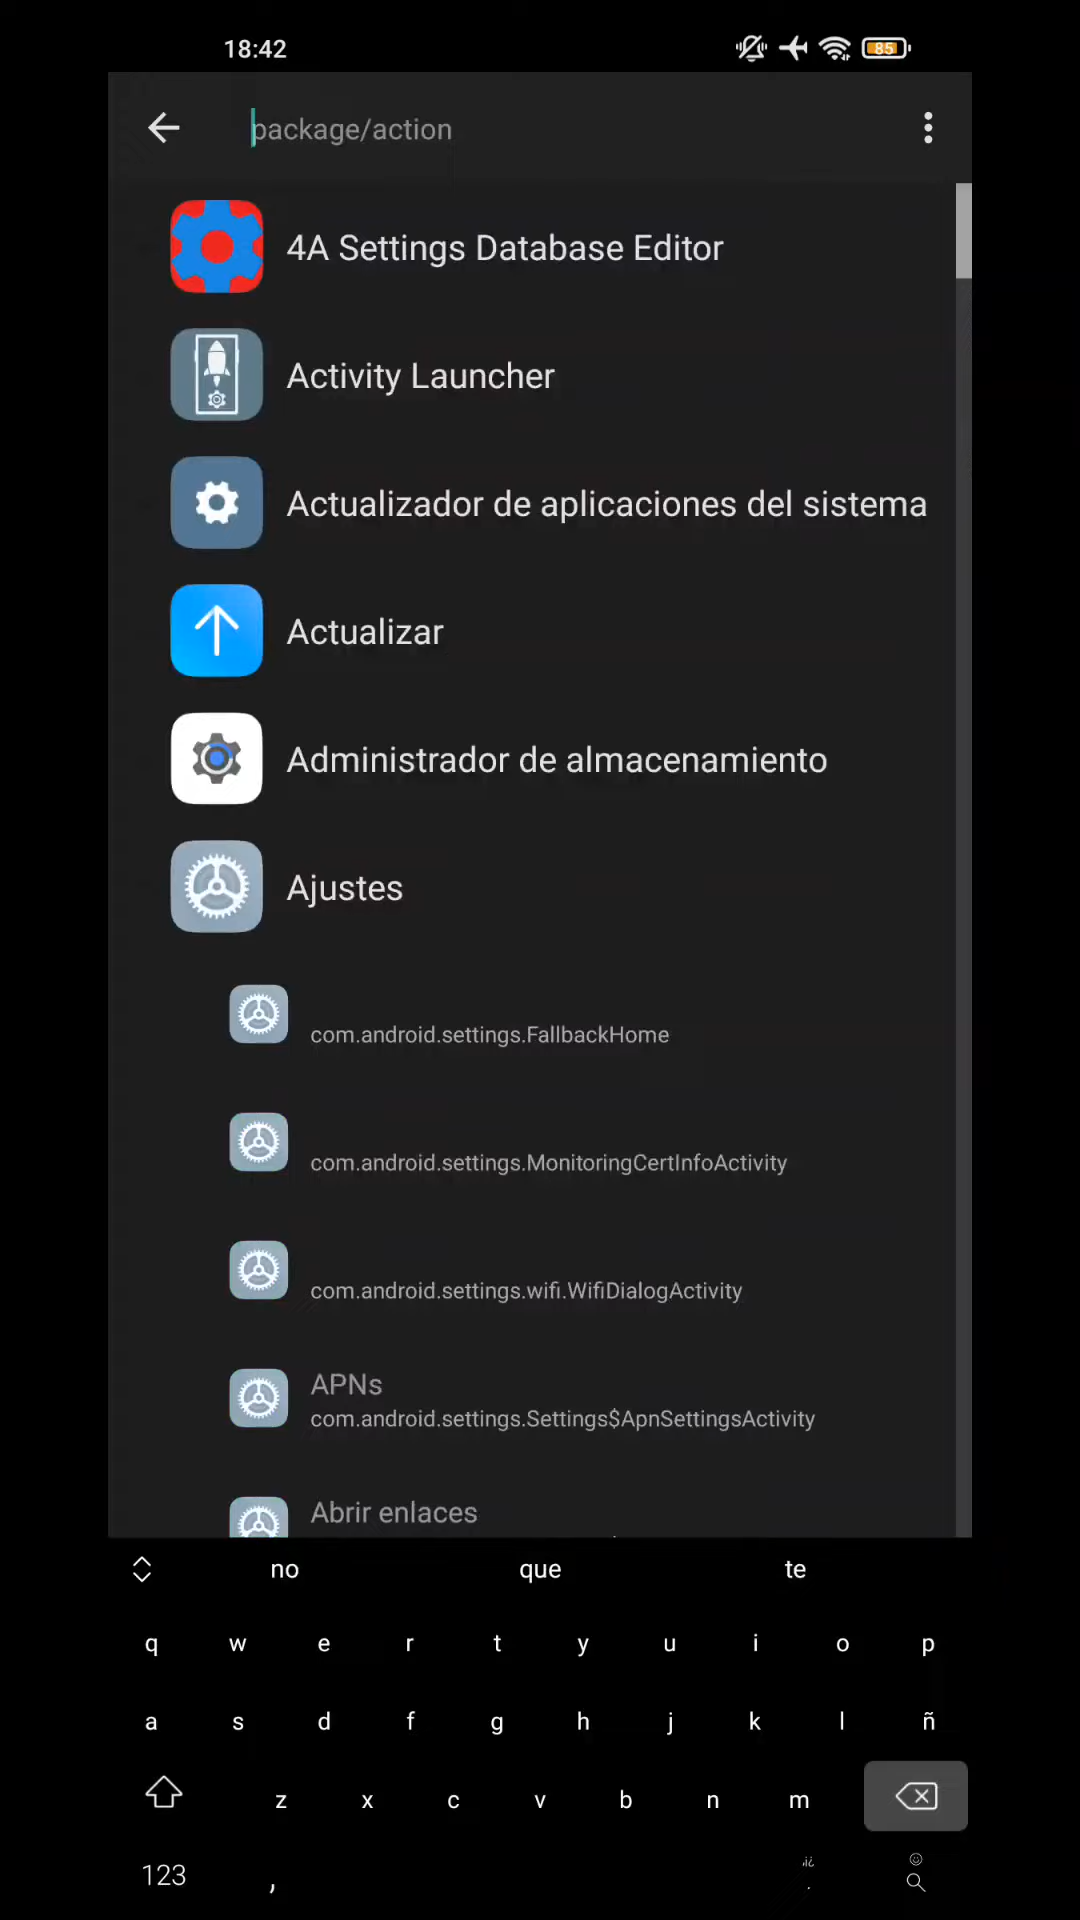 18:42
85
package/action
4A Settings Database Editor
Activity Launcher
Actualizador de aplicaciones del sistema
Actualizar
Administrador de almacenamiento
Ajustes
com.android.settings.FallbackHome
com.android.settings.MonitoringCertInfoActivity
com.android.settings.wifi.WifiDialogActivity
APNs
com.android.settings.Settings$ApnSettingsActivity
Abrir enlaces
no que te
q w e r t y u i o p
a s d f g h j k l ñ
z x c v b n m
123 , .